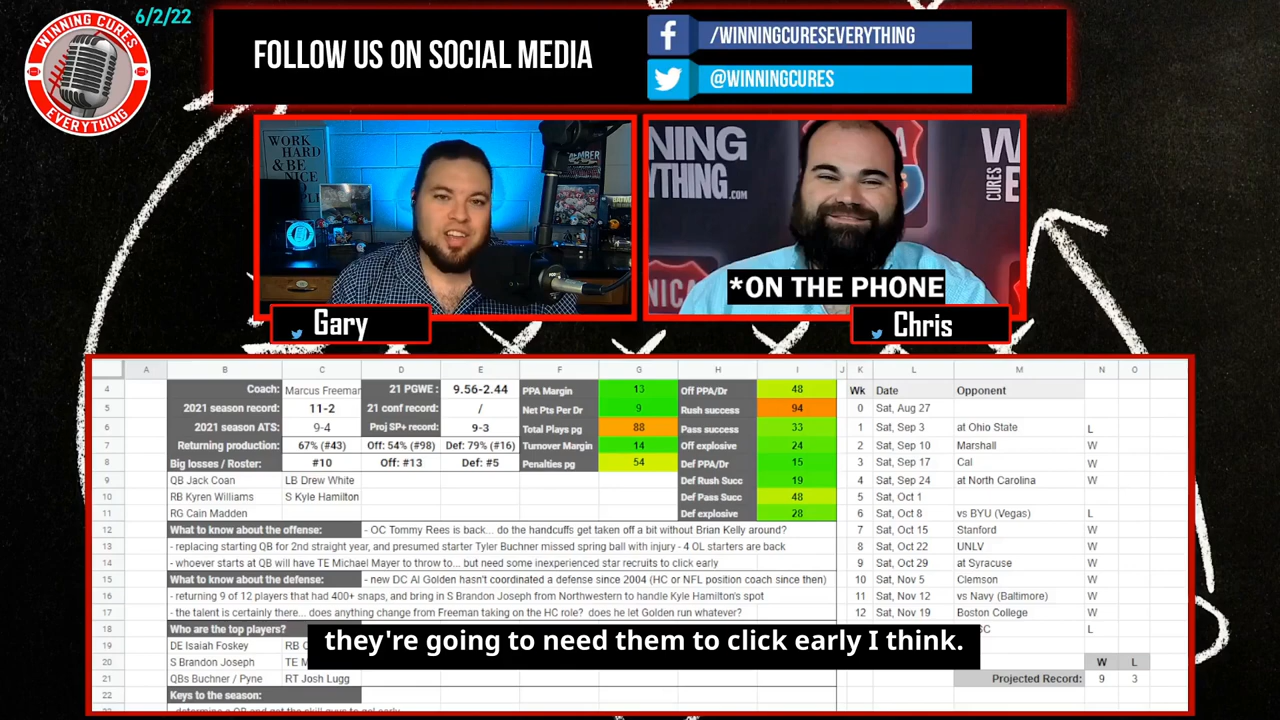 6/2/22
WINNING CURES
EVERYTHING
FOLLOW US ON SOCIAL MEDIA
/WINNINGCURESEVERYTHING
@WINNINGCURES
WORK
HARD
& BE
NICE
NING
YTHING.COM
W
CURES
E
*ON THE PHONE
Gary
Chris
A B C D E F G H I J K L M N O
4 Coach: Marcus Freeman 21 PGWE : 9.56-2.44 PPA Margin 13 Off PPA/Dr 48 Wk Date Opponent
5 2021 season record: 11-2 21 conf record: / Net Pts Per Dr 9 Rush success 94 0 Sat, Aug 27
6 2021 season ATS: 9-4 Proj SP+ record: 9-3 Total Plays pg 88 Pass success 33 1 Sat, Sep 3 at Ohio State L
7 Returning production: 67% (#43) Off: 54% (#98) Def: 79% (#16) Turnover Margin 14 Off explosive 24 2 Sat, Sep 10 Marshall W
8 Big losses / Roster: #10 Off: #13 Def: #5 Penalties pg 54 Def PPA/Dr 15 3 Sat, Sep 17 Cal W
9 QB Jack Coan LB Drew White Def Rush Succ 19 4 Sat, Sep 24 at North Carolina W
10 RB Kyren Williams S Kyle Hamilton Def Pass Succ 48 5 Sat, Oct 1
11 RG Cain Madden Def explosive 28 6 Sat, Oct 8 vs BYU (Vegas) L
12 What to know about the offense: - OC Tommy Rees is back... do the handcuffs get taken off a bit without Brian Kelly around? 7 Sat, Oct 15 Stanford W
13 - replacing starting QB for 2nd straight year, and presumed starter Tyler Buchner missed spring ball with injury - 4 OL starters are back 8 Sat, Oct 22 UNLV W
14 - whoever starts at QB will have TE Michael Mayer to throw to... but need some inexperienced star recruits to click early 9 Sat, Oct 29 at Syracuse W
15 What to know about the defense: - new DC Al Golden hasn't coordinated a defense since 2004 (HC or NFL position coach since then) 10 Sat, Nov 5 Clemson W
16 - returning 9 of 12 players that had 400+ snaps, and bring in S Brandon Joseph from Northwestern to handle Kyle Hamilton's spot 11 Sat, Nov 12 vs Navy (Baltimore) W
17 - the talent is certainly there... does anything change from Freeman taking on the HC role? does he let Golden run whatever? 12 Sat, Nov 19 Boston College W
18 Who are the top players? SC L
they're going to need them to click early I think.
19 DE Isaiah Foskey RB
20 S Brandon Joseph TE M W L
21 QBs Buchner / Pyne RT Josh Lugg Projected Record: 9 3
22 Keys to the season: